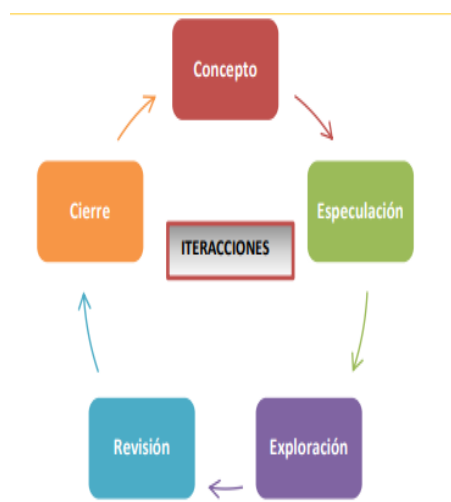 Concepto
Especulación
Exploración
Revisión
Cierre
ITERACCIONES